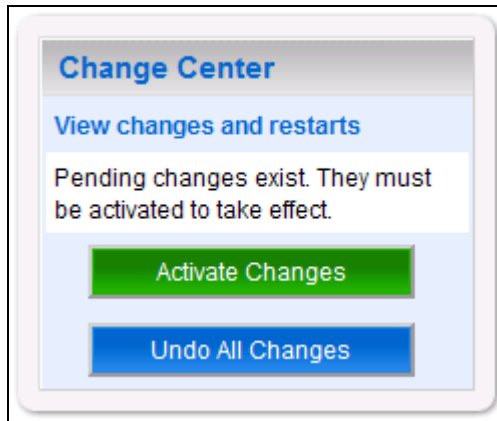 Change Center
View changes and restarts
Pending changes exist. They must
be activated to take effect.
Activate Changes
Undo All Changes